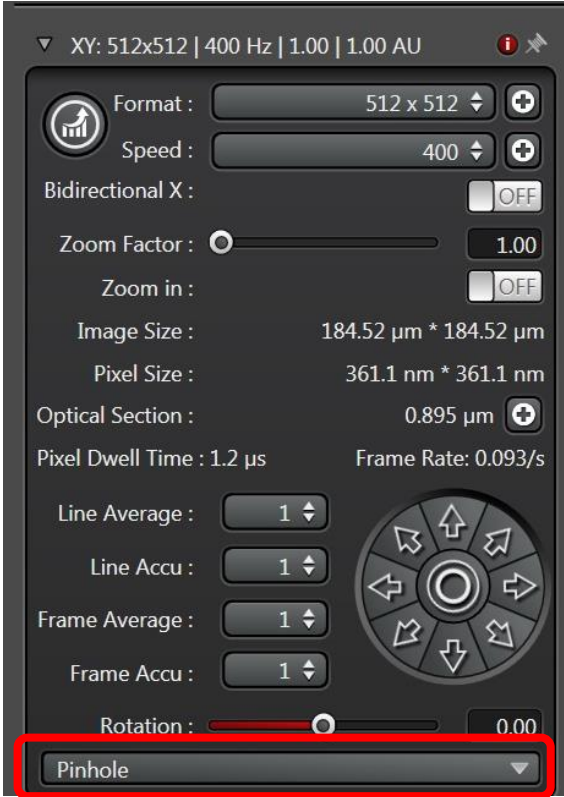 XY: 512x512 | 400 Hz | 1.00 | 1.00 AU
Format : 512 x 512
Speed : 400
Bidirectional X : OFF
Zoom Factor : 1.00
Zoom in : OFF
Image Size : 184.52 µm * 184.52 µm
Pixel Size : 361.1 nm * 361.1 nm
Optical Section : 0.895 µm
Pixel Dwell Time : 1.2 µs Frame Rate: 0.093/s
Line Average : 1
Line Accu : 1
Frame Average : 1
Frame Accu : 1
Rotation : 0.00
Pinhole